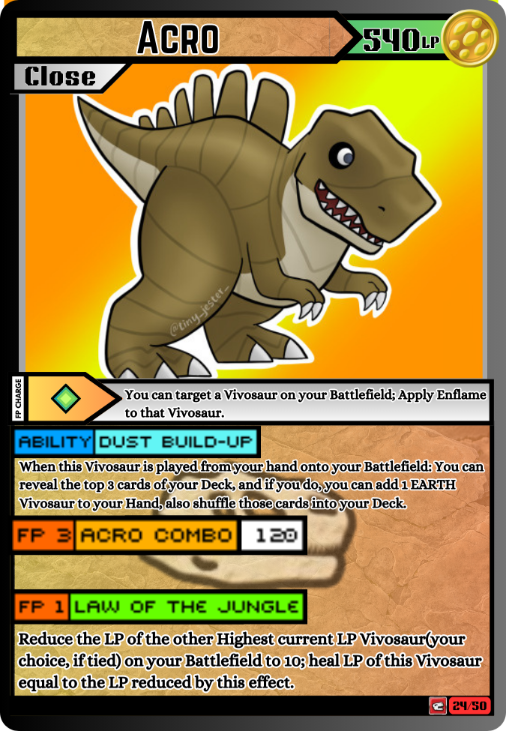 Acro
540LP
Close
@tiny_jester_
FP CHARGE
You can target a Vivosaur on your Battlefield; Apply Enflame
to that Vivosaur.
ABILITY DUST BUILD-UP
When this Vivosaur is played from your hand onto your Battlefield: You can
reveal the top 3 cards of your Deck, and if you do, you can add 1 EARTH
Vivosaur to your Hand, also shuffle those cards into your Deck.
FP 3 ACRO COMBO 120
FP 1 LAW OF THE JUNGLE
Reduce the LP of the other Highest current LP Vivosaur(your
choice, if tied) on your Battlefield to 10; heal LP of this Vivosaur
equal to the LP reduced by this effect.
24/50